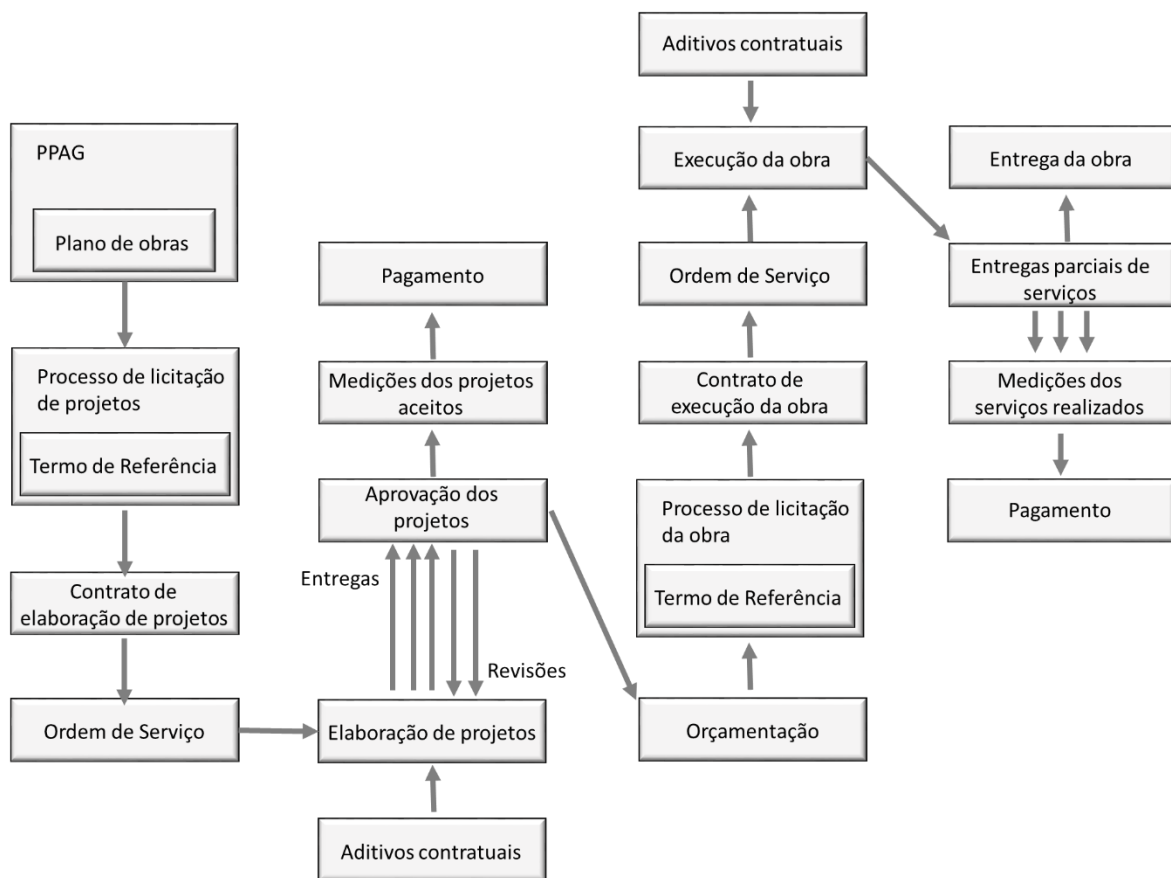 PPAG
Plano de obras
Processo de licitação
de projetos
Termo de Referência
Contrato de
elaboração de projetos
Ordem de Serviço
Pagamento
Medições dos projetos
aceitos
Aprovação dos
projetos
Entregas
Revisões
Elaboração de projetos
Aditivos contratuais
Aditivos contratuais
Execução da obra
Ordem de Serviço
Contrato de
execução da obra
Processo de licitação
da obra
Termo de Referência
Orçamentação
Entrega da obra
Entregas parciais de
serviços
Medições dos
serviços realizados
Pagamento